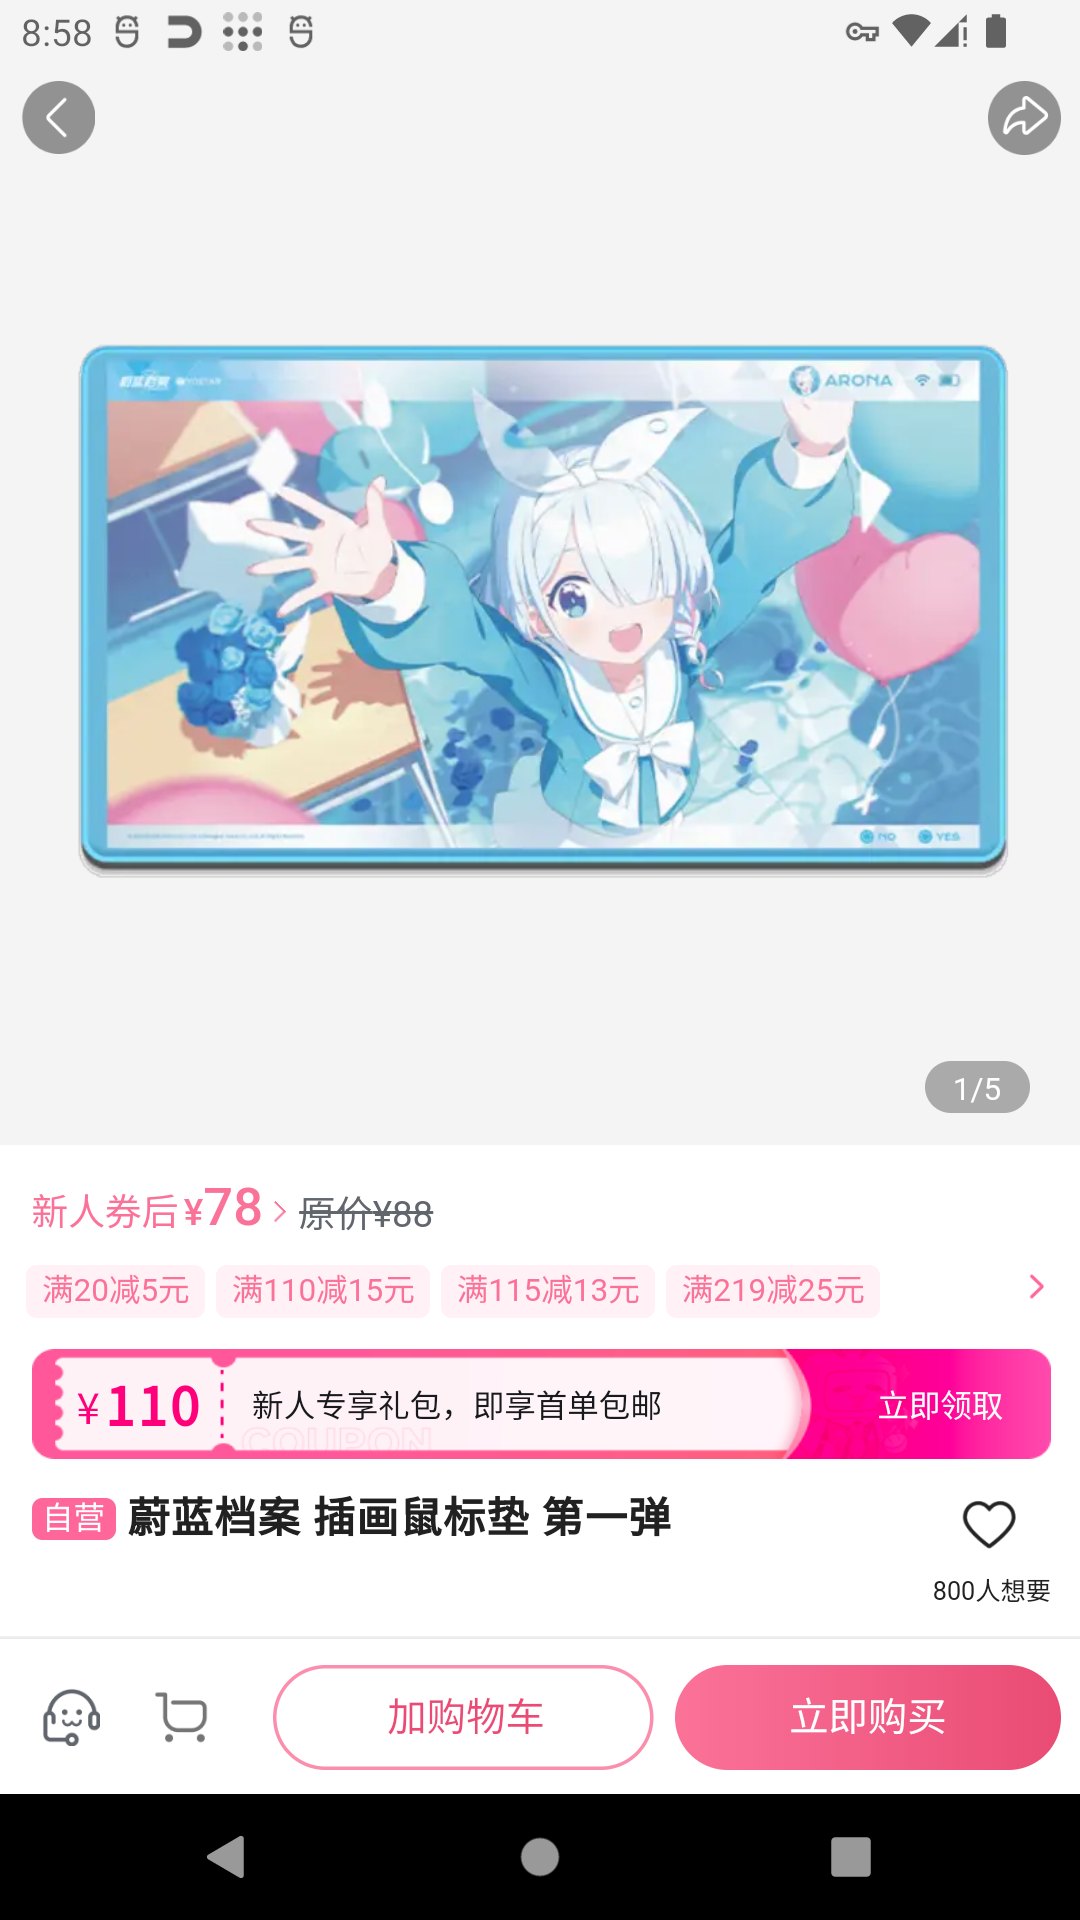 8:58
蔚蓝档案 YOSTAR
ARONA
NO YES
1/5
新人券后¥78 原价¥88
满20减5元 满110减15元 满115减13元 满219减25元
¥110 新人专享礼包，即享首单包邮 立即领取
COUPON
自营 蔚蓝档案 插画鼠标垫 第一弹
800人想要
加购物车 立即购买